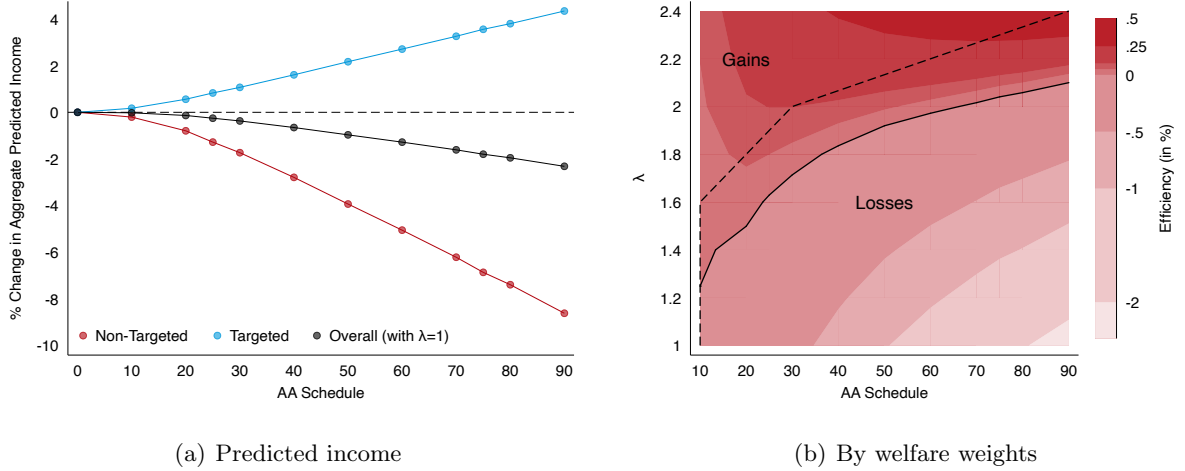 % Change in Aggregate Predicted Income
4
2
0
-2
-4
-6
-8
-10
Non-Targeted
Targeted
Overall (with λ=1)
0 10 20 30 40 50 60 70 80 90
AA Schedule
(a) Predicted income
λ
2.4
2.2
2
1.8
1.6
1.4
1.2
1
Gains
Losses
10 20 30 40 50 60 70 80 90
AA Schedule
.5
.25
0
-.5
-1
-2
Efficiency (in %)
(b) By welfare weights